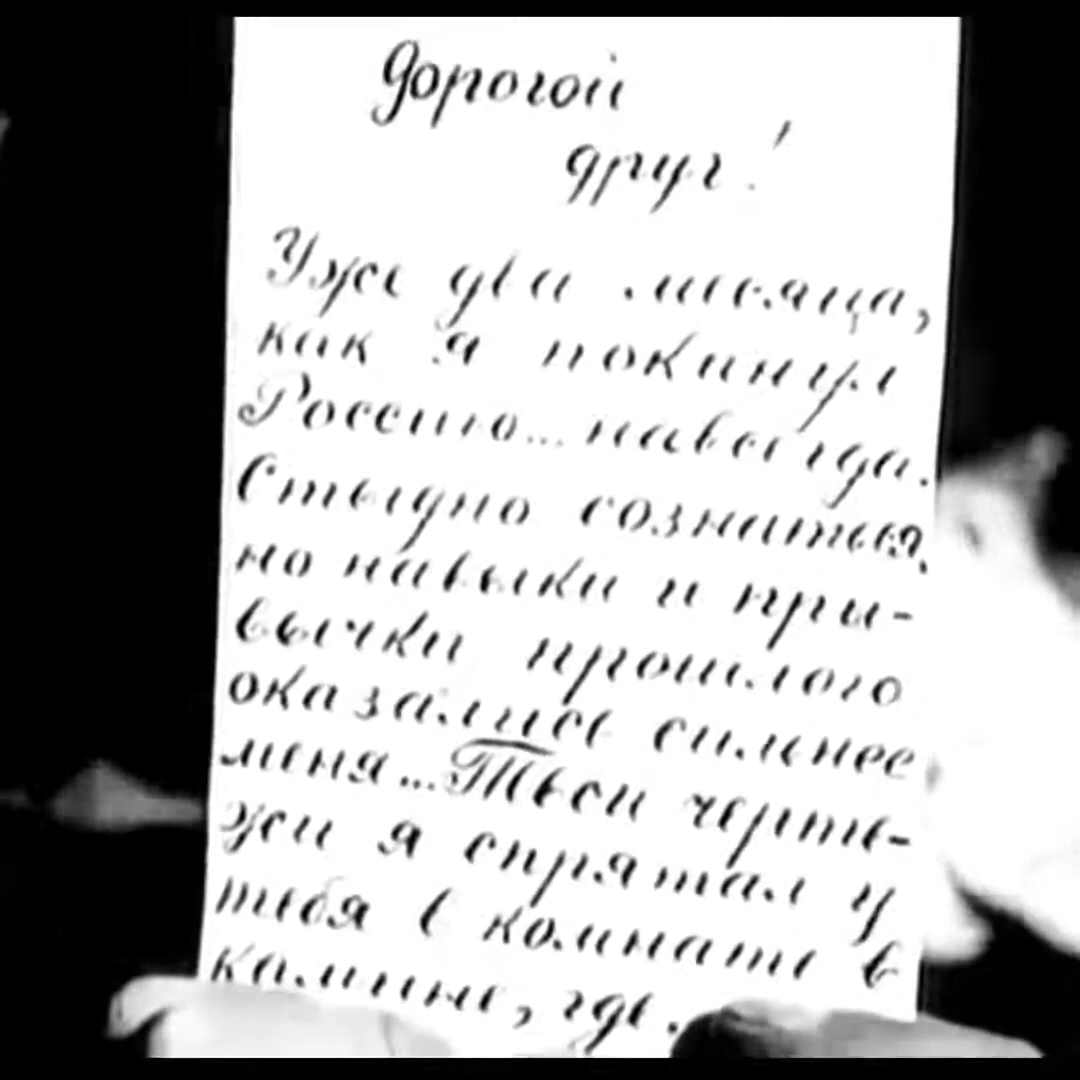 Дорогой
друг!
Уже два месяца,
как я покинул
Россию... навсегда.
Стыдно сознаться,
но навыки и при-
вычки прошлого
оказались сильнее
меня... Твои черте-
жи я спрятал у
тебя в комнате в
камине, где